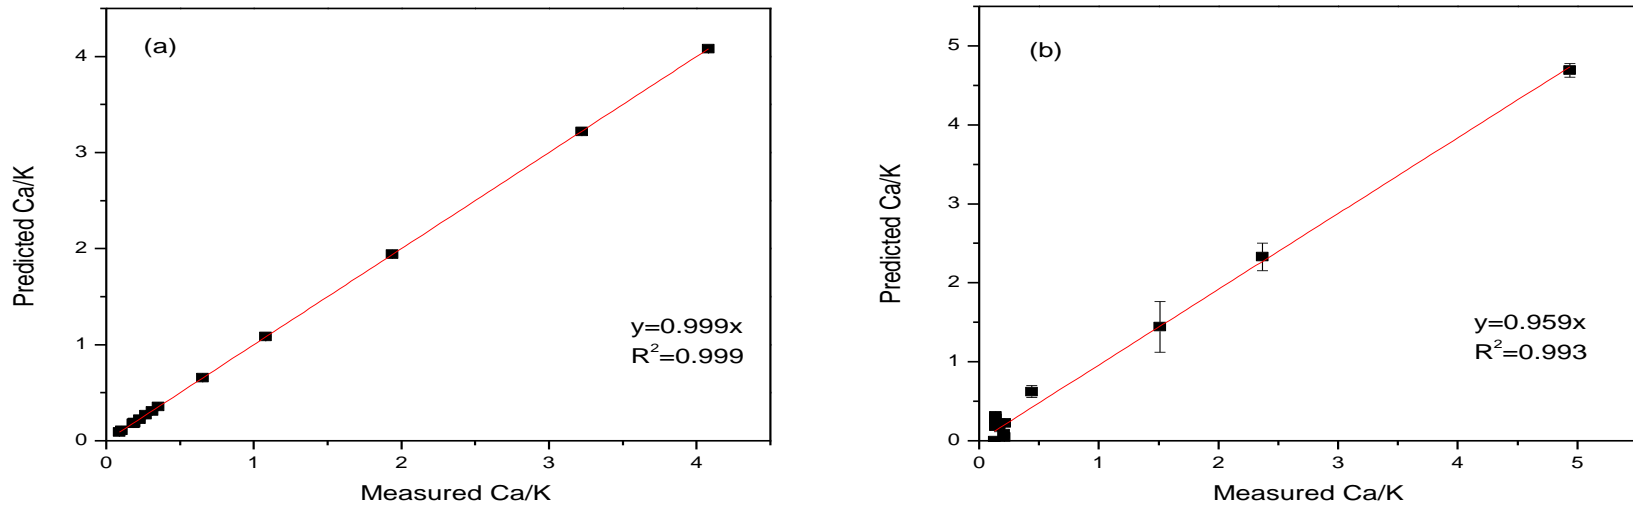 (a)
4
3
2
1
0
0
1
2
3
4
Predicted Ca/K
Measured Ca/K
y=0.999x
R²=0.999
(b)
5
4
3
2
1
0
0
1
2
3
4
5
Predicted Ca/K
Measured Ca/K
y=0.959x
R²=0.993